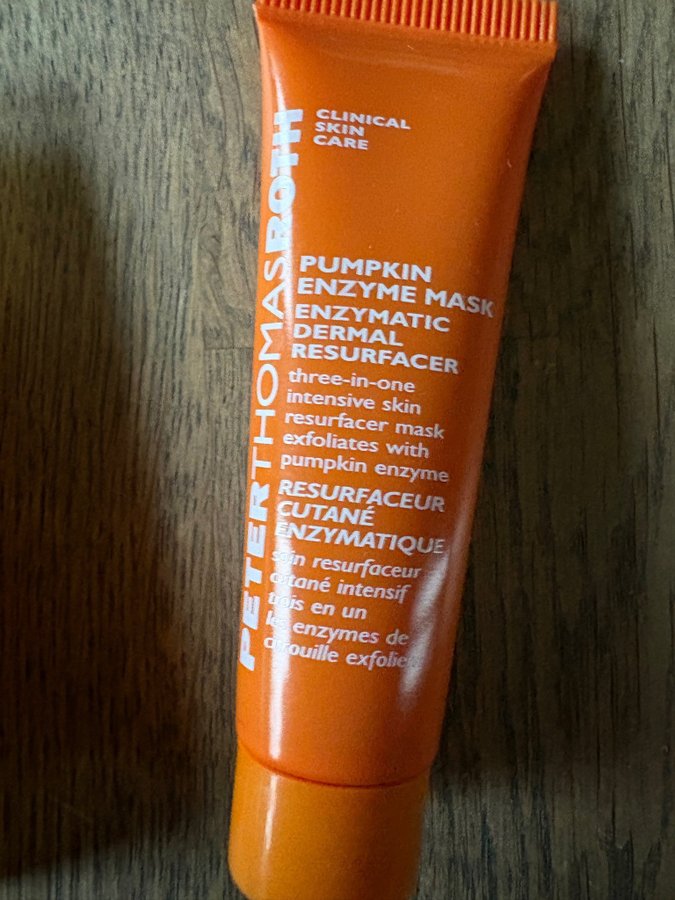 PETERTHOMASROTH
CLINICAL
SKIN
CARE
PUMPKIN
ENZYME MASK
ENZYMATIC
DERMAL
RESURFACER
three-in-one
intensive skin
resurfacer mask
exfoliates with
pumpkin enzyme
RESURFACEUR
CUTANÉ
ENZYMATIQUE
soin resurfaceur
cutané intensif
trois en un
les enzymes de
citrouille exfolient